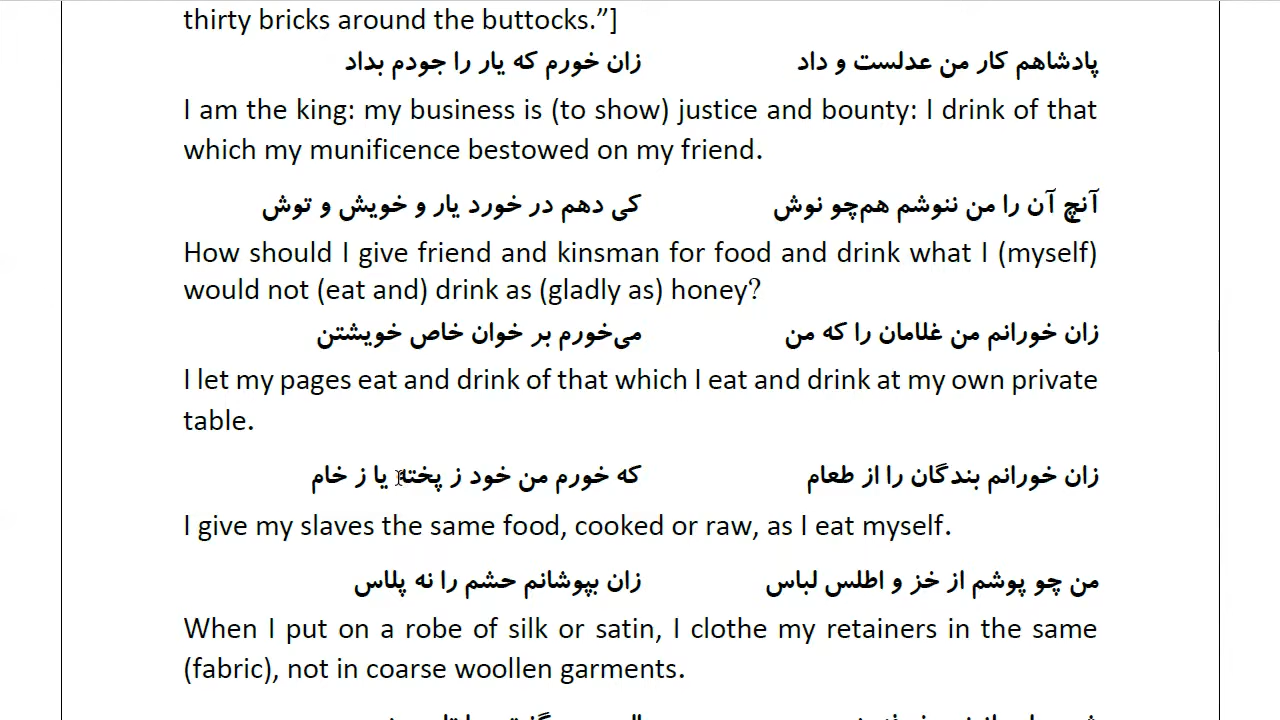 thirty bricks around the buttocks.”]
پادشاهم کار من عدلست و داد زان خورم که یار را جودم بداد
I am the king: my business is (to show) justice and bounty: I drink of that
which my munificence bestowed on my friend.
آنچ آن را من ننوشم هم‌چو نوش کی دهم در خورد یار و خویش و توش
How should I give friend and kinsman for food and drink what I (myself)
would not (eat and) drink as (gladly as) honey?
زان خورانم من غلامان را که من می‌خورم بر خوان خاص خویشتن
I let my pages eat and drink of that which I eat and drink at my own private
table.
زان خورانم بندگان را از طعام که خورم من خود ز پخته یا ز خام
I give my slaves the same food, cooked or raw, as I eat myself.
من چو پوشم از خز و اطلس لباس زان بپوشانم حشم را نه پلاس
When I put on a robe of silk or satin, I clothe my retainers in the same
(fabric), not in coarse woollen garments.